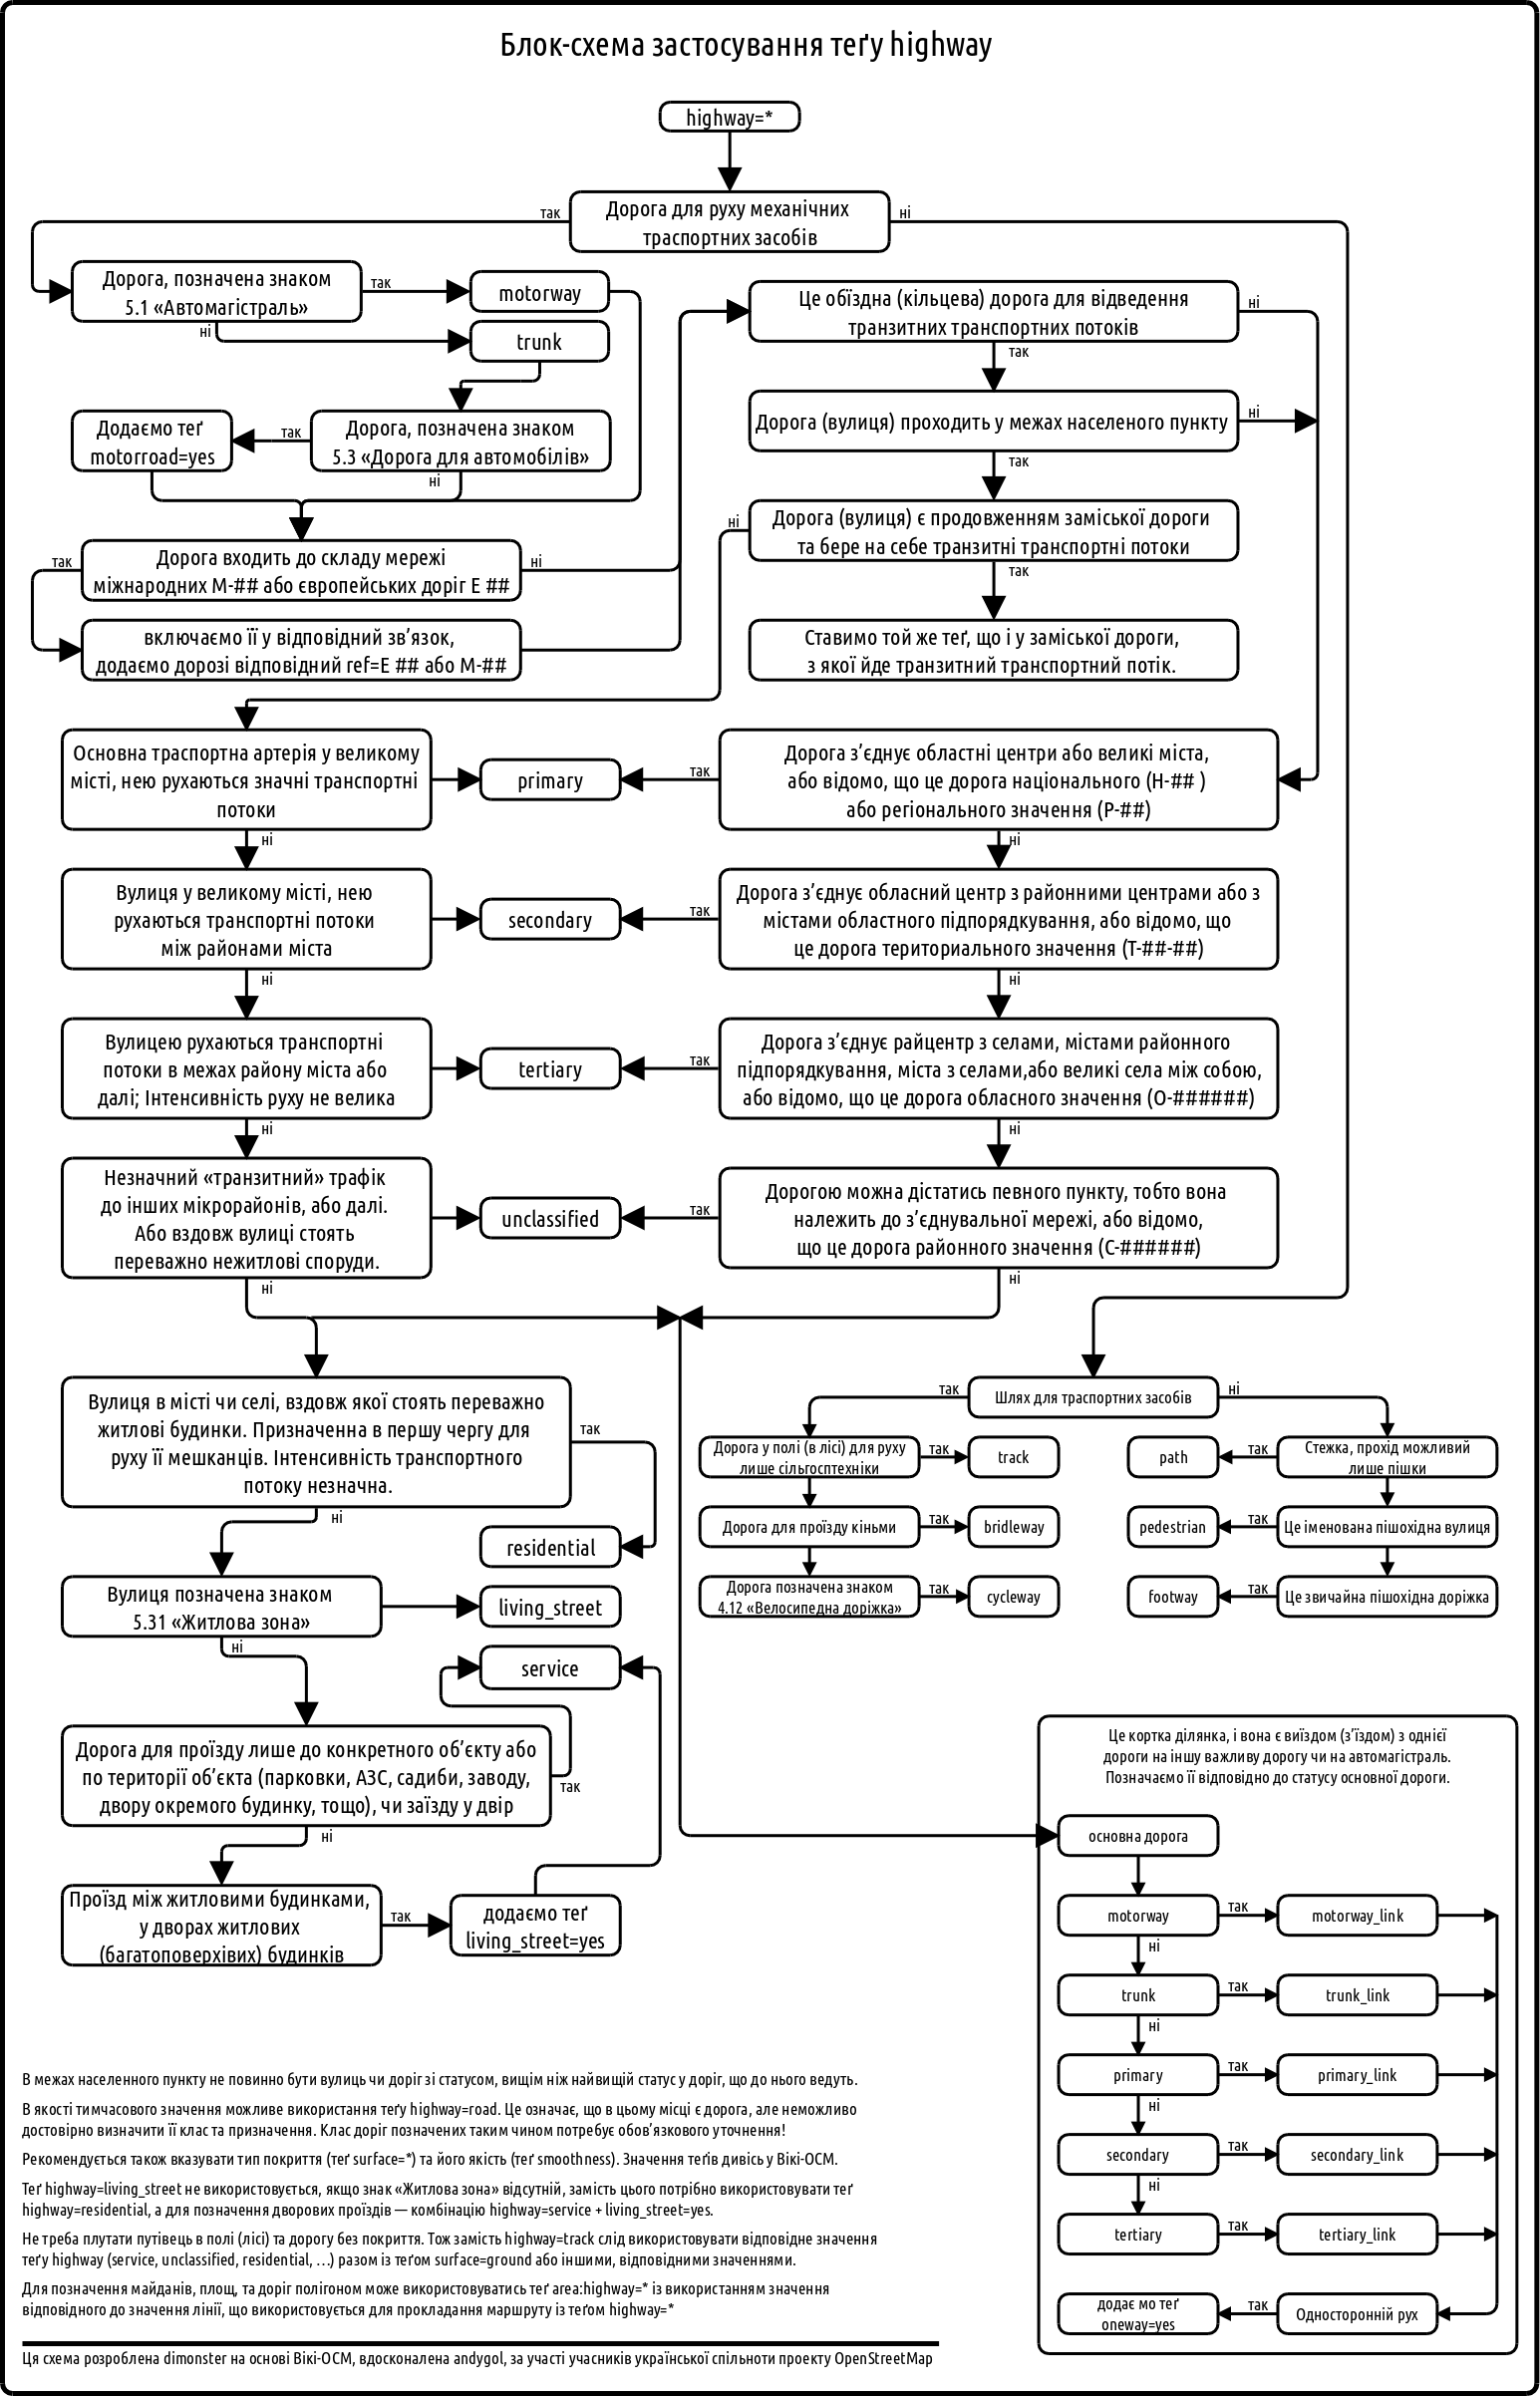 Блок-схема застосування теґу highway
highway=*
Дорога для руху механічних
траспортних засобів
так
ні
Дорога, позначена знаком
5.1 «Автомагістраль»
так
ні
motorway
trunk
Додаємо теґ
motorroad=yes
так
Дорога, позначена знаком
5.3 «Дорога для автомобілів»
ні
Дорога входить до складу мережі
міжнародних М-## або європейських доріг Е ##
так
ні
включаємо її у відповідний зв’язок,
додаємо дорозі відповідний ref=E ## або М-##
Це обїздна (кільцева) дорога для відведення
транзитних транспортних потоків
ні
так
Дорога (вулиця) проходить у межах населеного пункту
ні
так
Дорога (вулиця) є продовженням заміської дороги
та бере на себе транзитні транспортні потоки
ні
так
Ставимо той же теґ, що і у заміської дороги,
з якої йде транзитний транспортний потік.
Основна траспортна артерія у великому
місті, нею рухаються значні транспортні
потоки
ні
primary
так
Дорога з’єднує областні центри або великі міста,
або відомо, що це дорога національного (Н-## )
або регіонального значення (Р-##)
ні
Вулиця у великому місті, нею
рухаються транспортні потоки
між районами міста
ні
secondary
так
Дорога з’єднує обласний центр з районними центрами або з
містами областного підпорядкування, або відомо, що
це дорога териториального значення (Т-##-##)
ні
Вулицею рухаються транспортні
потоки в межах району міста або
далі; Інтенсивність руху не велика
ні
tertiary
так
Дорога з’єднує райцентр з селами, містами районного
підпорядкування, міста з селами,або великі села між собою,
або відомо, що це дорога обласного значення (О-######)
ні
Незначний «транзитний» трафік
до інших мікрорайонів, або далі.
Або вздовж вулиці стоять
переважно нежитлові споруди.
ні
unclassified
так
Дорогою можна дістатись певного пункту, тобто вона
належить до з’єднувальної мережі, або відомо,
що це дорога районного значення (С-######)
ні
Вулиця в місті чи селі, вздовж якої стоять переважно
житлові будинки. Призначенна в першу чергу для
руху її мешканців. Інтенсивність транспортного
потоку незначна.
так
ні
residential
Вулиця позначена знаком
5.31 «Житлова зона»
ні
living_street
service
Дорога для проїзду лише до конкретного об’єкту або
по території об’єкта (парковки, АЗС, садиби, заводу,
двору окремого будинку, тощо), чи заїзду у двір
так
ні
Проїзд між житловими будинками,
у дворах житлових
(багатоповерхівих) будинків
так
додаємо теґ
living_street=yes
Шлях для траспортних засобів
так
ні
Дорога у полі (в лісі) для руху
лише сільгосптехніки
так
track
Дорога для проїзду кіньми
так
bridleway
Дорога позначена знаком
4.12 «Велосипедна доріжка»
так
cycleway
path
так
Стежка, прохід можливий
лише пішки
pedestrian
так
Це іменована пішохідна вулиця
footway
так
Це звичайна пішохідна доріжка
Це кортка ділянка, і вона є виїздом (з’їздом) з однієї
дороги на іншу важливу дорогу чи на автомагістраль.
Позначаємо її відповідно до статусу основної дороги.
основна дорога
motorway
так
motorway_link
ні
trunk
так
trunk_link
ні
primary
так
primary_link
ні
secondary
так
secondary_link
ні
tertiary
так
tertiary_link
додає мо теґ
oneway=yes
так
Односторонній рух
В межах населенного пункту не повинно бути вулиць чи доріг зі статусом, вищім ніж найвищій статус у доріг, що до нього ведуть.
В якості тимчасового значення можливе використання теґу highway=road. Це означає, що в цьому місці є дорога, але неможливо
достовірно визначити її клас та призначення. Клас доріг позначених таким чином потребує обов’язкового уточнення!
Рекомендується також вказувати тип покриття (теґ surface=*) та його якість (теґ smoothness). Значення теґів дивісь у Вікі-ОСМ.
Теґ highway=living_street не використовується, якщо знак «Житлова зона» відсутній, замість цього потрібно використовувати теґ
highway=residential, а для позначення дворових проїздів — комбінацію highway=service + living_street=yes.
Не треба плутати путівець в полі (лісі) та дорогу без покриття. Тож замість highway=track слід використовувати відповідне значення
теґу highway (service, unclassified, residential, …) разом із теґом surface=ground або іншими, відповідними значеннями.
Для позначення майданів, площ, та доріг полігоном може використовуватись теґ area:highway=* із використанням значення
відповідного до значення лінії, що використовується для прокладання маршруту із теґом highway=*
Ця схема розроблена dimonster на основі Вікі-ОСМ, вдосконалена andygol, за участі учасників української спільноти проекту OpenStreetMap